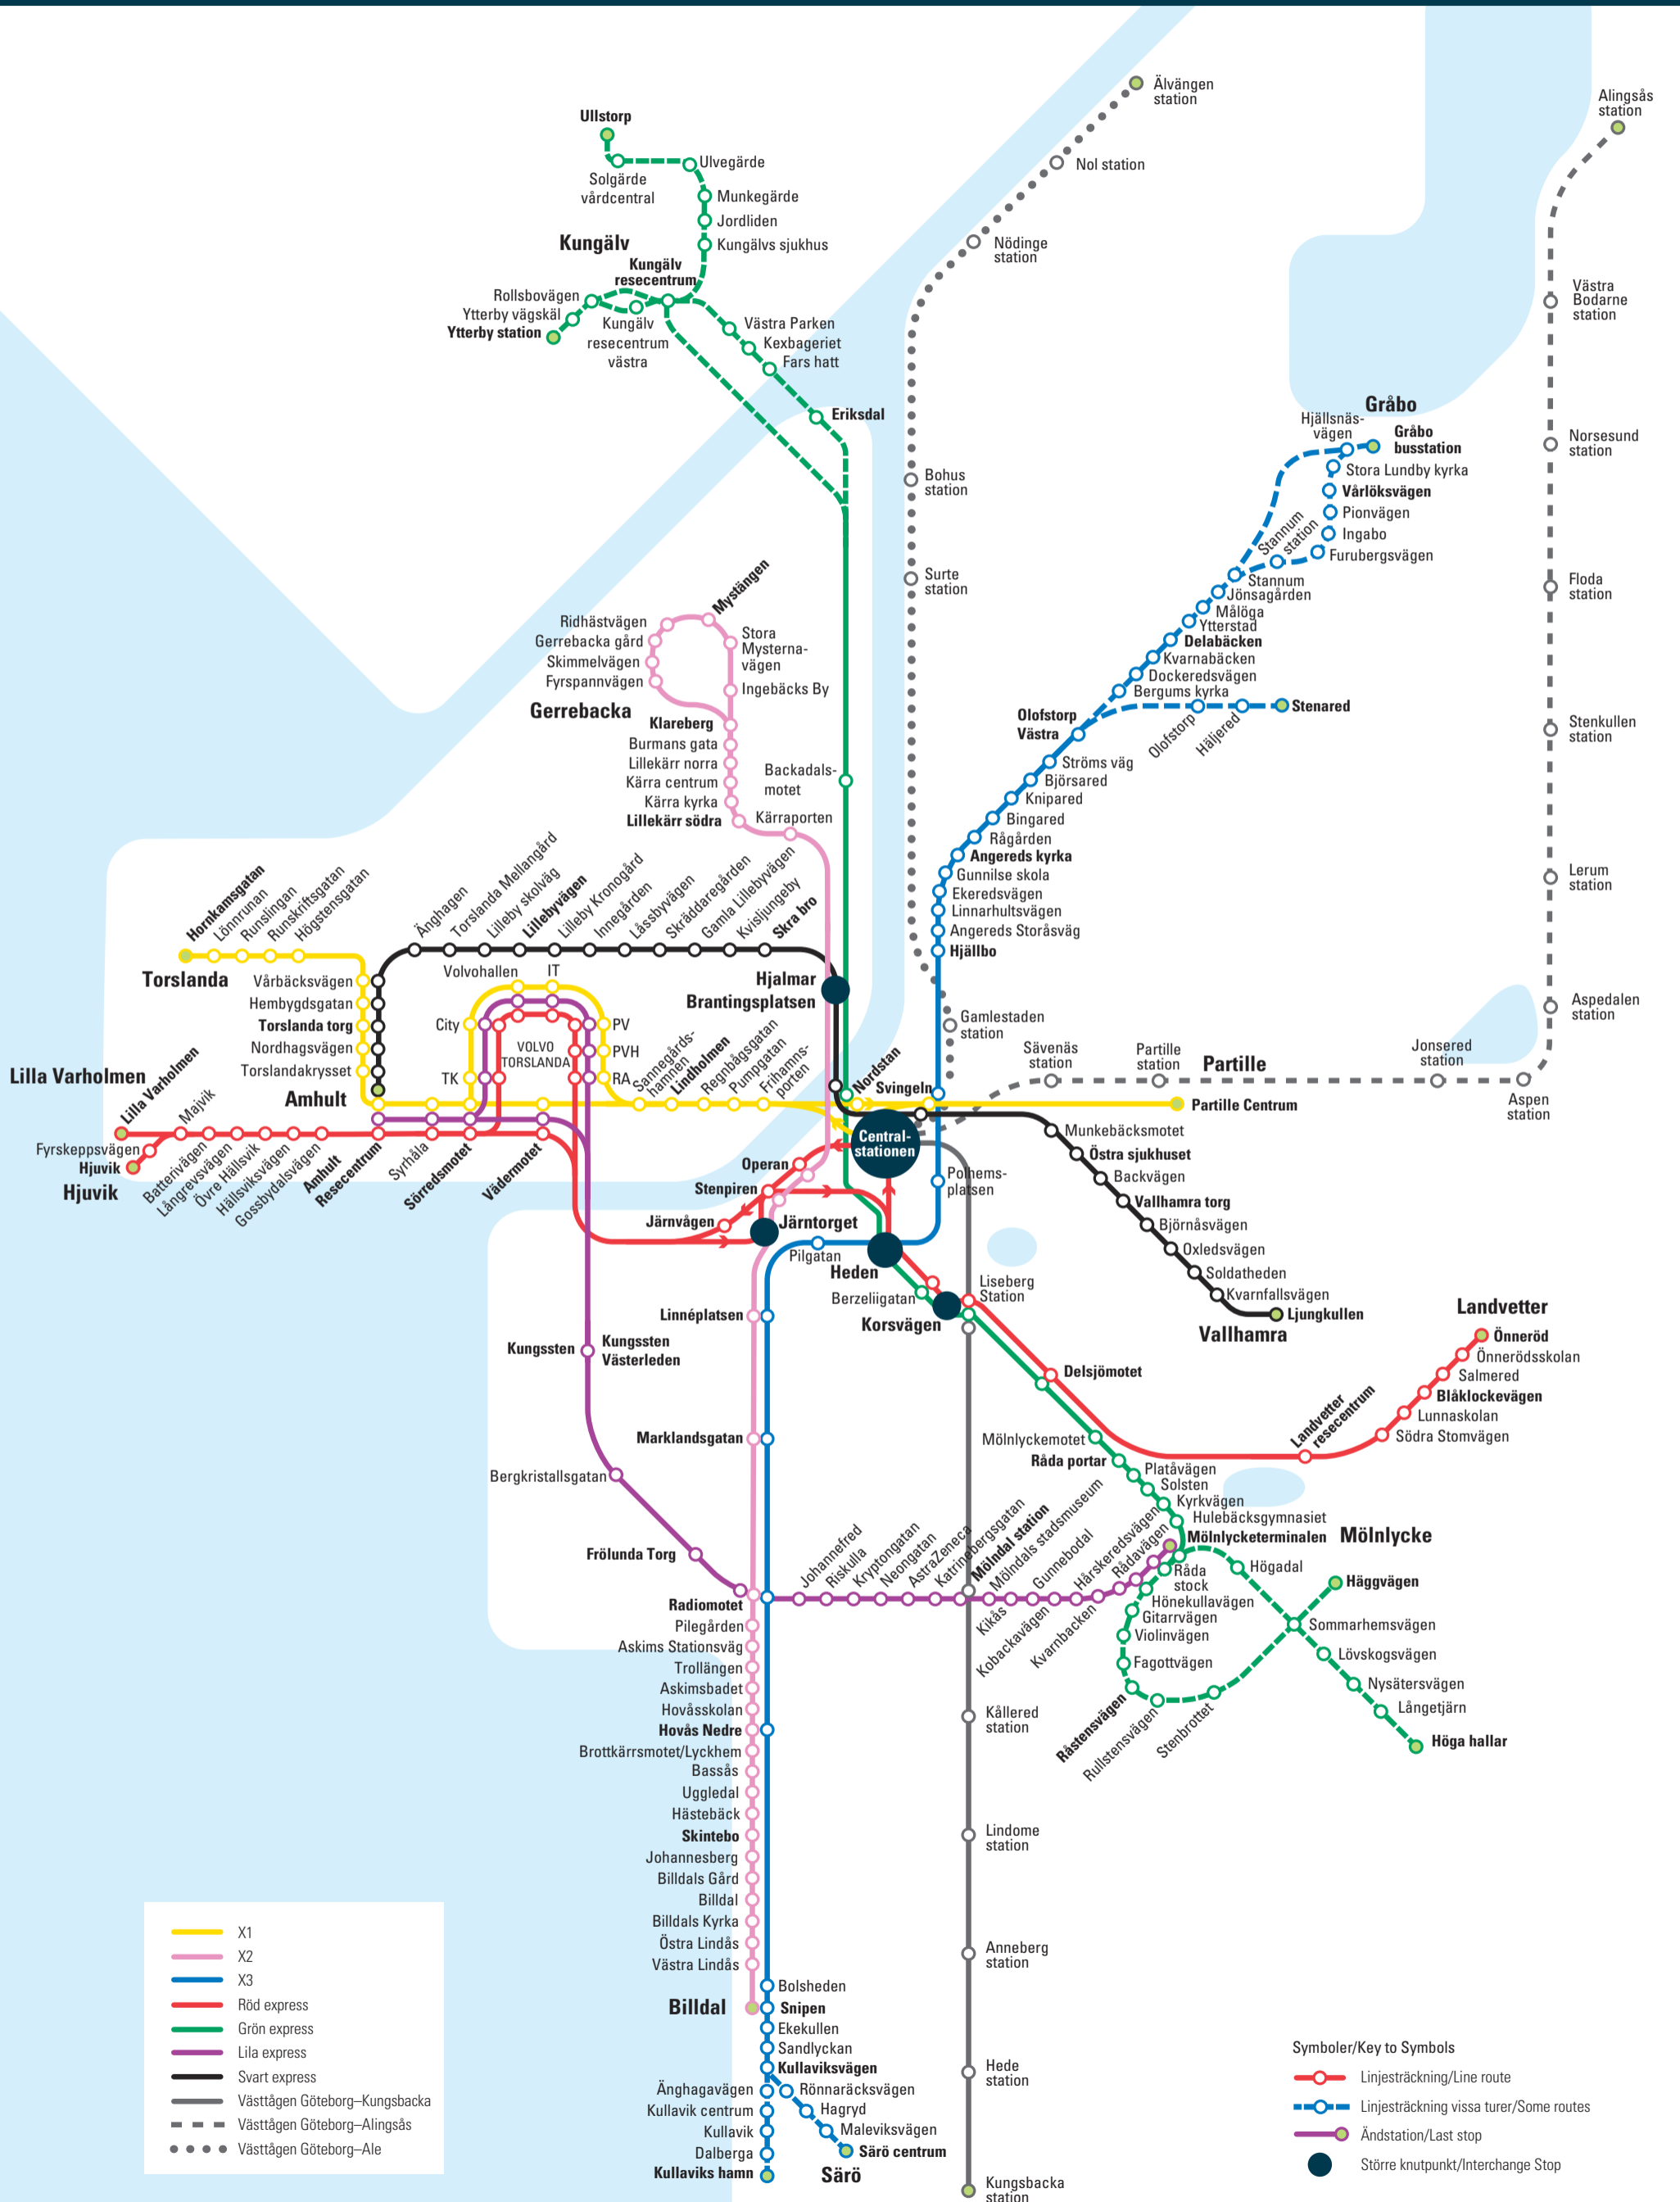 Älvängen
station
Alingsås
station
Ullstorp
Nol station
Ulvegärde
Solgärde
vårdcentral
Munkegärde
Jordliden
Kungälv
Kungälvs sjukhus
Nödinge
station
Kungälv
resecentrum
Rollsbovägen
Ytterby vägskäl
Ytterby station
Kungälv
resecentrum
västra
Västra Parken
Kexbageriet
Fars hatt
Västra
Bodarne
station
Eriksdal
Gråbo
Hjällsnäs-
vägen
Gråbo
busstation
Norsesund
station
Stora Lundby kyrka
Bohus
station
Vårlöksvägen
Pionvägen
Stannum
station
Ingabo
Furubergsvägen
Surte
station
Stannum
Floda
station
Jönsagården
Målöga
Ytterstad
Delabäcken
Kvarnabäcken
Dockeredsvägen
Bergums kyrka
Mystängen
Ridhästvägen
Gerrebacka gård
Skimmelvägen
Fyrspannvägen
Stora
Mysterna-
vägen
Ingebäcks By
Gerrebacka
Klareberg
Burmans gata
Lillekärr norra
Kärra centrum
Kärra kyrka
Lillekärr södra
Kärraporten
Backadals-
motet
Olofstorp
Västra
Olofstorp
Häljered
Stenared
Stenkullen
station
Ströms väg
Björsared
Knipared
Bingared
Rågården
Angereds kyrka
Gunnilse skola
Ekeredsvägen
Linnarhultsvägen
Angereds Storåsväg
Hjällbo
Lerum
station
Hornkamsgatan
Lönnrunan
Runslingan
Runskriftsgatan
Högstensgatan
Torslanda
Änghagen
Torslanda Mellangård
Lilleby skolväg
Lillebyvägen
Lilleby Kronogård
Innegården
Låssbyvägen
Skräddaregården
Gamla Lillebyvägen
Kvisljungeby
Skra bro
Vårbäcksvägen
Hembygdsgatan
Torslanda torg
Nordhagsvägen
Torslandakrysset
Amhult
Volvohallen
IT
City
TK
VOLVO
TORSLANDA
PV
PVH
RA
Hjalmar
Brantingsplatsen
Sannegårds-
hamnen
Lindholmen
Regnbågsgatan
Pumpgatan
Frihamns-
porten
Nordstan
Svingeln
Gamlestaden
station
Sävenäs
station
Partille
station
Partille
Jonsered
station
Aspedalen
station
Aspen
station
Partille Centrum
Lilla Varholmen
Lilla Varholmen
Majvik
Fyrskeppsvägen
Hjuvik
Hjuvik
Batterivägen
Långrevsvägen
Övre Hällsvik
Hällsviksvägen
Gossbydalsvägen
Amhult
Resecentrum
Syrhåla
Sörredsmotet
Vädermotet
Central-
stationen
Operan
Stenpiren
Järnvågen
Järntorget
Polhems-
platsen
Pilgatan
Heden
Berzeliigatan
Korsvägen
Liseberg
Station
Munkebäcksmotet
Östra sjukhuset
Backvägen
Vallhamra torg
Björnåsvägen
Oxledsvägen
Soldatheden
Kvarnfallsvägen
Ljungkullen
Vallhamra
Landvetter
Önneröd
Önnerödsskolan
Salmered
Blåklockevägen
Lunnaskolan
Södra Stomvägen
Landvetter
resecentrum
Linnéplatsen
Kungssten
Kungssten
Västerleden
Delsjömotet
Marklandsgatan
Mölnlyckemotet
Råda portar
Bergkristallsgatan
Platåvägen
Solsten
Kyrkvägen
Hulebäcksgymnasiet
Mölnlycketerminalen
Mölnlycke
Frölunda Torg
Johannefred
Riskulla
Kryptongatan
Neongatan
AstraZeneca
Katrinebergsgatan
Mölndal station
Mölndals stadsmuseum
Kikås
Gunnebodal
Kobackavägen
Hårskeredsvägen
Kvarnbacken
Rådavägen
Råda
stock
Hönekullavägen
Gitarrvägen
Violinvägen
Fagottvägen
Råstensvägen
Rullstensvägen
Stenbrottet
Högadal
Häggvägen
Sommarhemsvägen
Lövskogsvägen
Nysätersvägen
Långetjärn
Höga hallar
Radiomotet
Pilegården
Askims Stationsväg
Trollängen
Askimsbadet
Hovåsskolan
Hovås Nedre
Brottkärrsmotet/Lyckhem
Bassås
Uggledal
Hästebäck
Skintebo
Johannesberg
Billdals Gård
Billdal
Billdals Kyrka
Östra Lindås
Västra Lindås
Billdal
Kållered
station
Lindome
station
Anneberg
station
Hede
station
Kungsbacka
station
Bolsheden
Snipen
Ekekullen
Sandlyckan
Kullaviksvägen
Änghagavägen
Kullavik centrum
Kullavik
Dalberga
Kullaviks hamn
Rönnaräcksvägen
Hagryd
Maleviksvägen
Särö centrum
Särö
X1
X2
X3
Röd express
Grön express
Lila express
Svart express
Västtågen Göteborg–Kungsbacka
Västtågen Göteborg–Alingsås
Västtågen Göteborg–Ale
Symboler/Key to Symbols
Linjesträckning/Line route
Linjesträckning vissa turer/Some routes
Ändstation/Last stop
Större knutpunkt/Interchange Stop